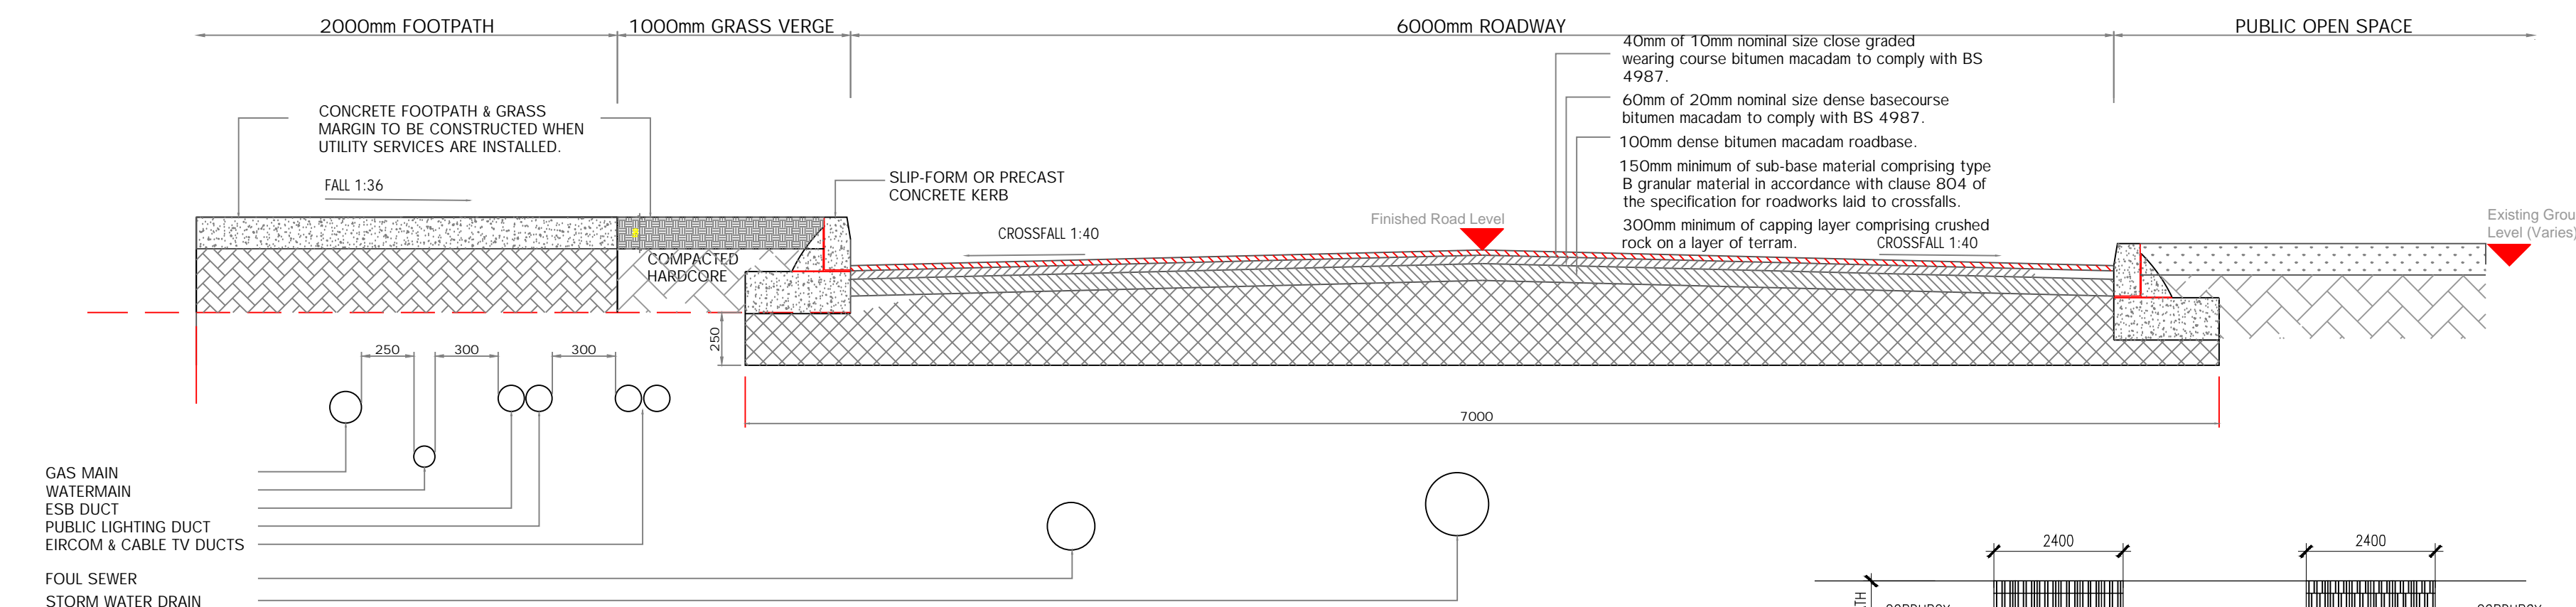 2000mm FOOTPATH
1000mm GRASS VERGE
6000mm ROADWAY
PUBLIC OPEN SPACE
40mm of 10mm nominal size close graded
wearing course bitumen macadam to comply with BS
4987.
60mm of 20mm nominal size dense basecourse
bitumen macadam to comply with BS 4987.
100mm dense bitumen macadam roadbase.
150mm minimum of sub-base material comprising type
B granular material in accordance with clause 804 of
the specification for roadworks laid to crossfalls.
300mm minimum of capping layer comprising crushed
rock on a layer of terram.
CONCRETE FOOTPATH & GRASS
MARGIN TO BE CONSTRUCTED WHEN
UTILITY SERVICES ARE INSTALLED.
FALL 1:36
SLIP-FORM OR PRECAST
CONCRETE KERB
Finished Road Level
CROSSFALL 1:40
CROSSFALL 1:40
Existing Grou
Level (Varies)
COMPACTED
HARDCORE
250
250
300
300
7000
GAS MAIN
WATERMAIN
ESB DUCT
PUBLIC LIGHTING DUCT
EIRCOM & CABLE TV DUCTS
FOUL SEWER
STORM WATER DRAIN
2400
2400